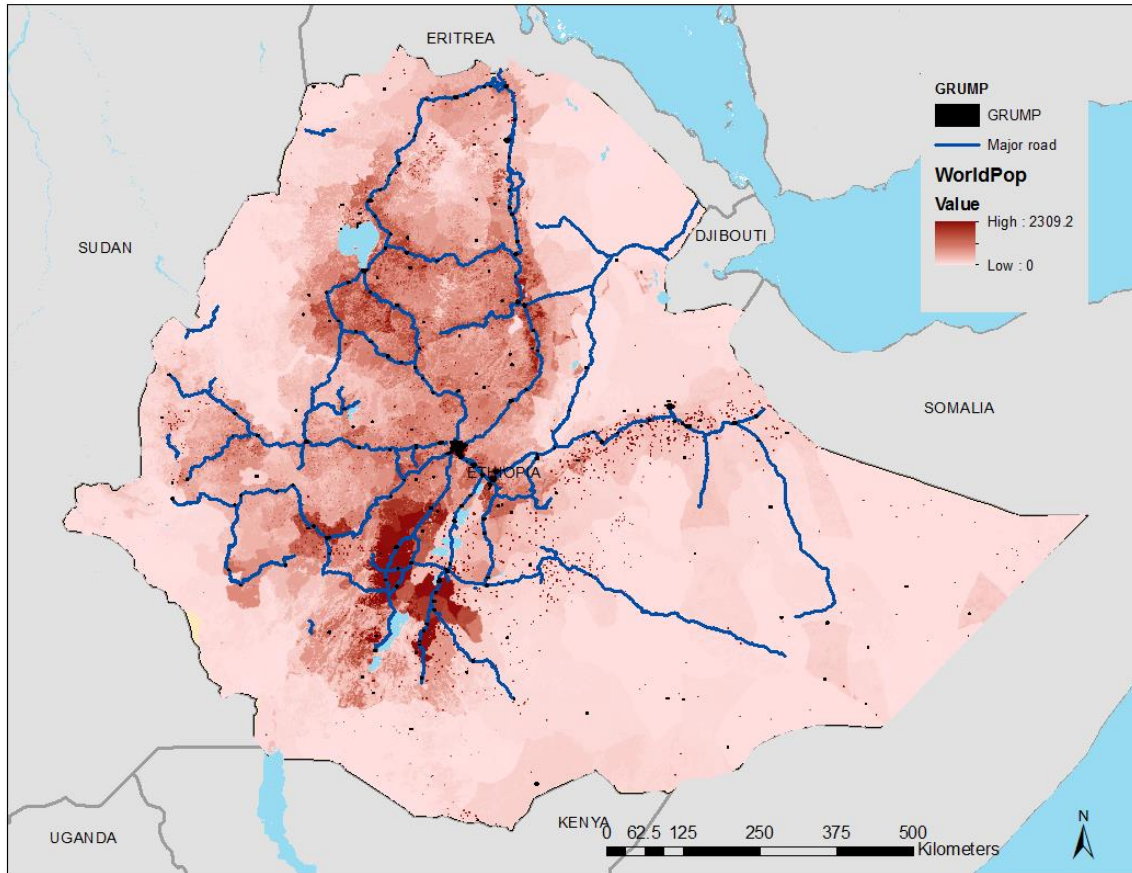 ERITREA
GRUMP
GRUMP
Major road
WorldPop
Value
High : 2309.2
Low : 0
DJIBOUTI
SUDAN
SOMALIA
ETHIOPIA
UGANDA
KENYA
0 62.5 125 250 375 500
Kilometers
N